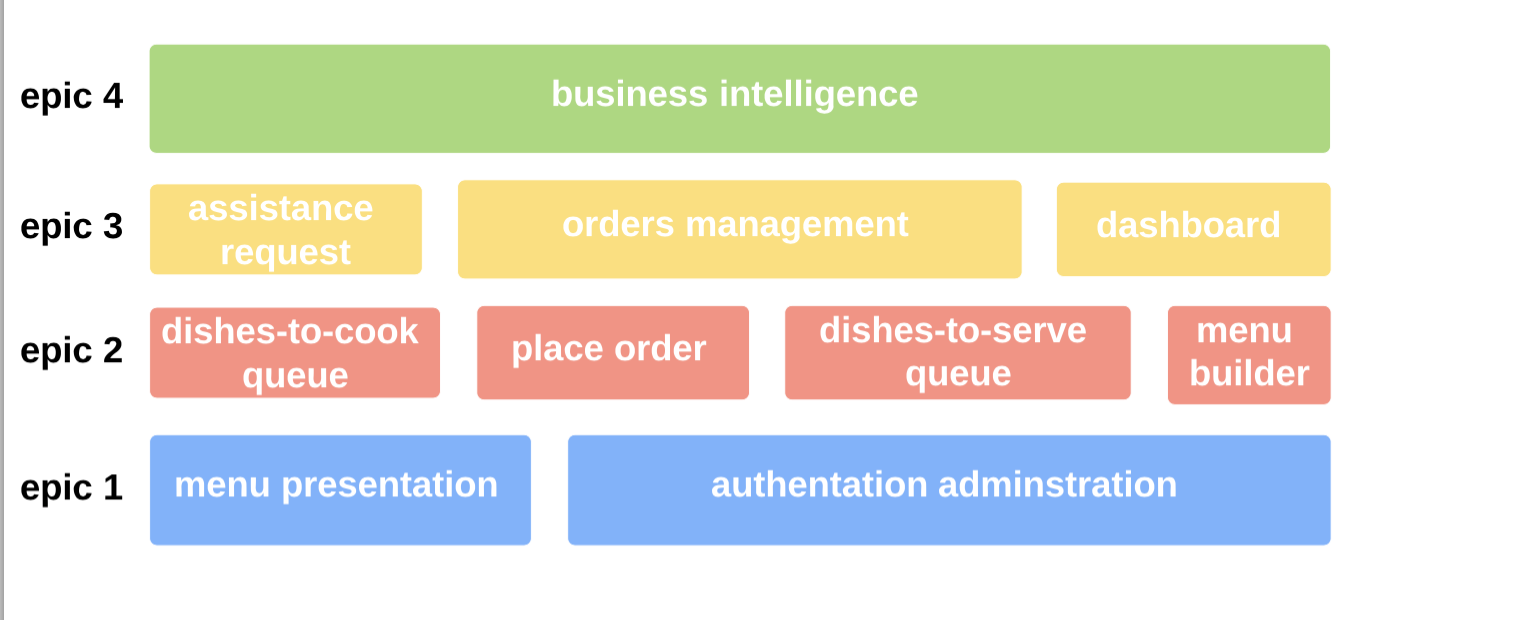 epic 4
business intelligence
epic 3
assistance
request
orders management
dashboard
epic 2
dishes-to-cook
queue
place order
dishes-to-serve
queue
menu
builder
epic 1
menu presentation
authentation adminstration